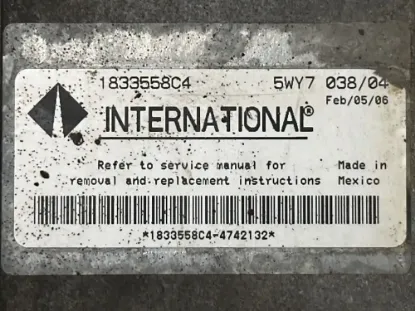 1833558C4 5WY7 038/04
Feb/05/06
INTERNATIONAL®
Refer to service manual for Made in
removal and replacement instructions Mexico
*1833558C4-4742132*